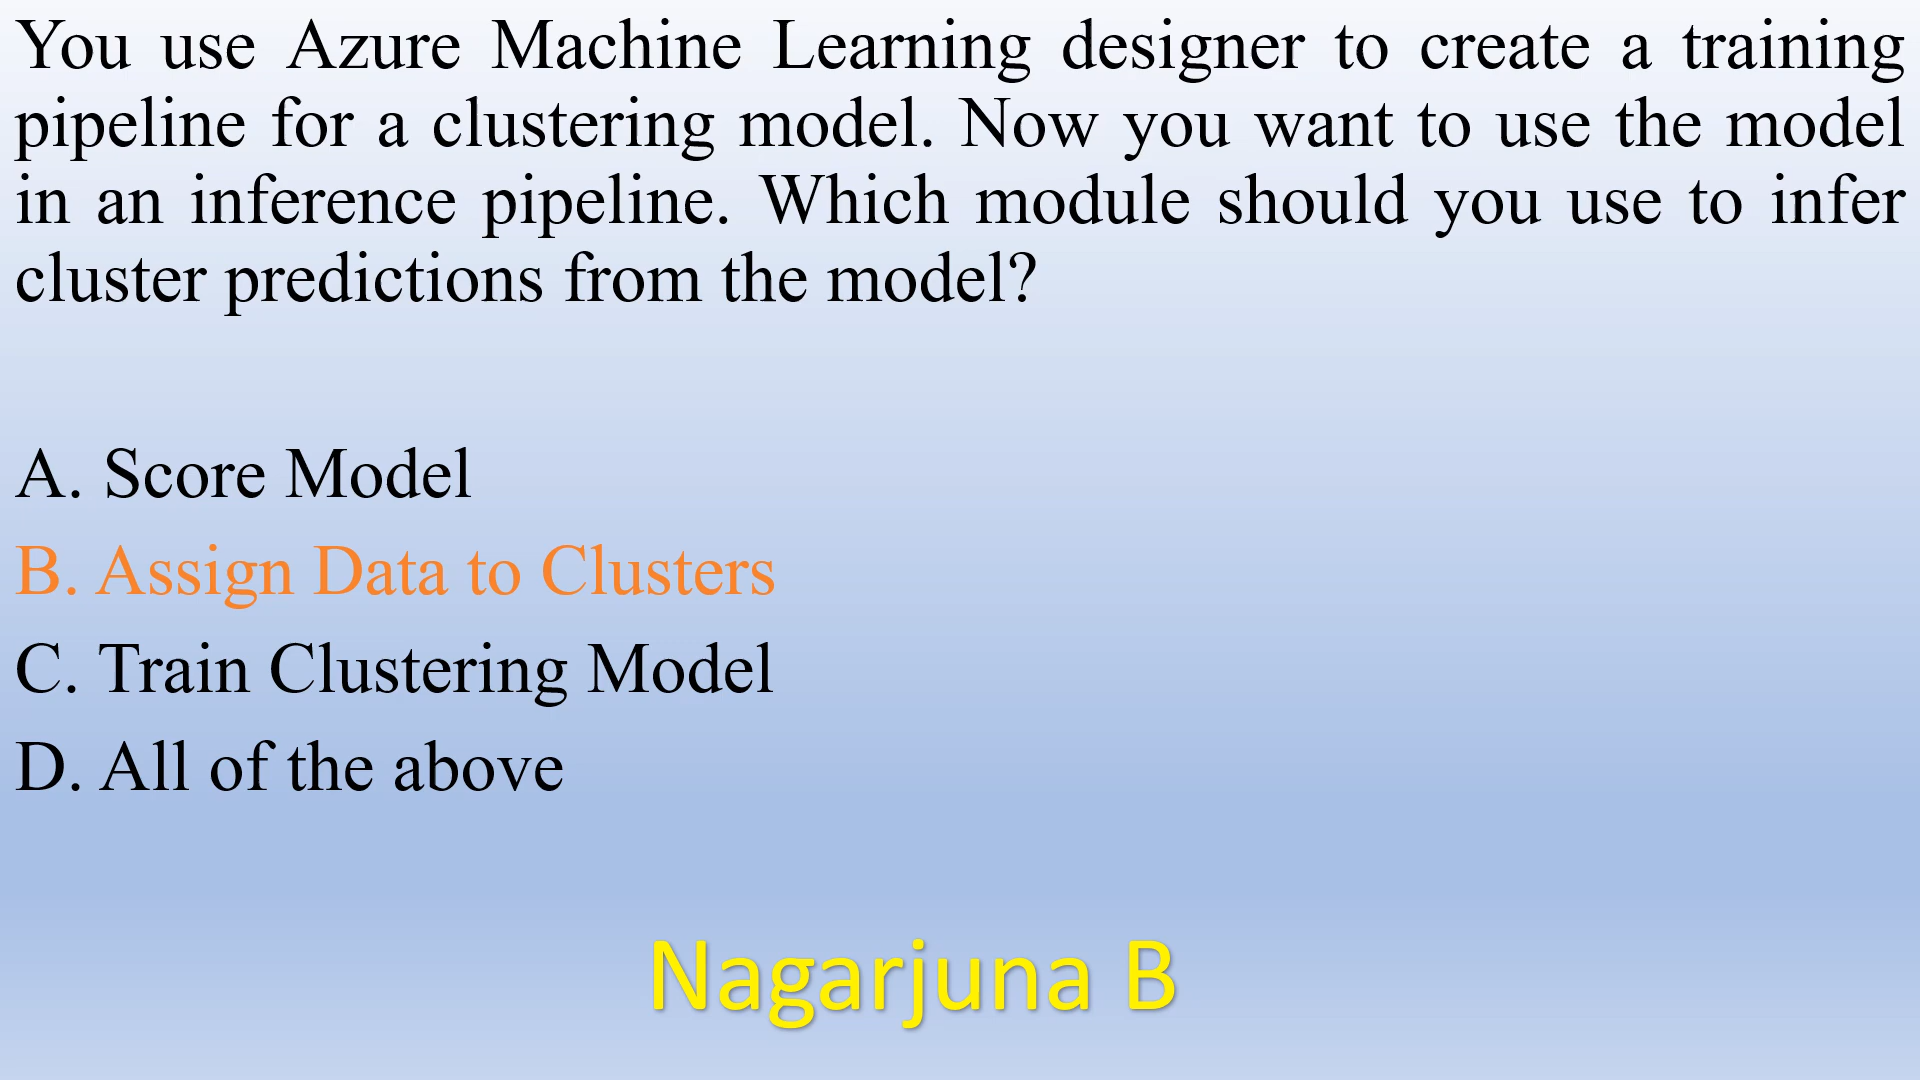 You use Azure Machine Learning designer to create a training
pipeline for a clustering model. Now you want to use the model
in an inference pipeline. Which module should you use to infer
cluster predictions from the model?
A. Score Model
B. Assign Data to Clusters
C. Train Clustering Model
D. All of the above
Nagarjuna B